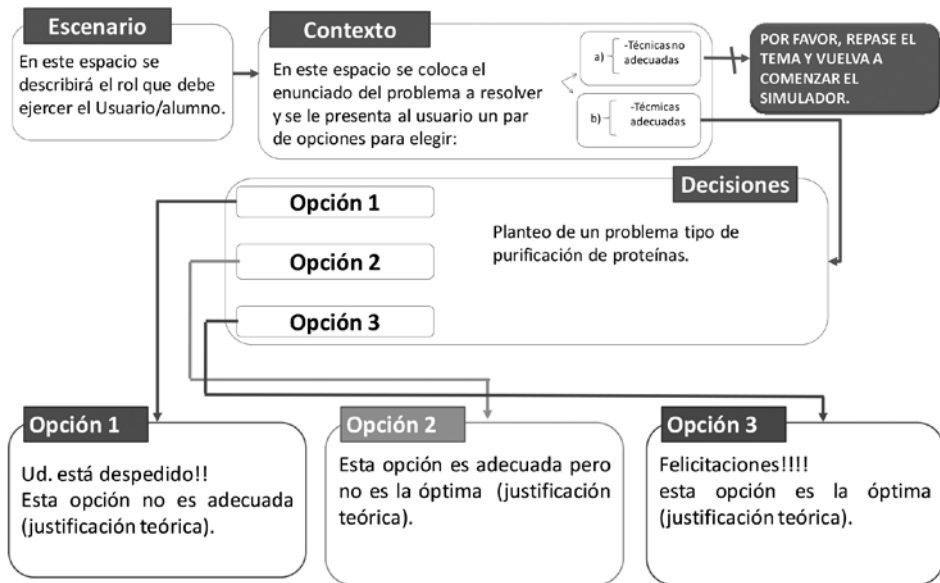 Escenario
En este espacio se
describirá el rol que debe
ejercer el Usuario/alumno.
Contexto
En este espacio se coloca el
enunciado del problema a resolver
y se le presenta al usuario un par
de opciones para elegir:
a) -Técnicas no
adecuadas
b) -Técmicas
adecuadas
POR FAVOR, REPASE EL
TEMA Y VUELVA A
COMENZAR EL
SIMULADOR.
Decisiones
Opción 1
Opción 2
Opción 3
Planteo de un problema tipo de
purificación de proteínas.
Opción 1
Ud. está despedido!!
Esta opción no es adecuada
(justificación teórica).
Opción 2
Esta opción es adecuada pero
no es la óptima (justificación
teórica).
Opción 3
Felicitaciones!!!!
esta opción es la óptima
(justificación teórica).